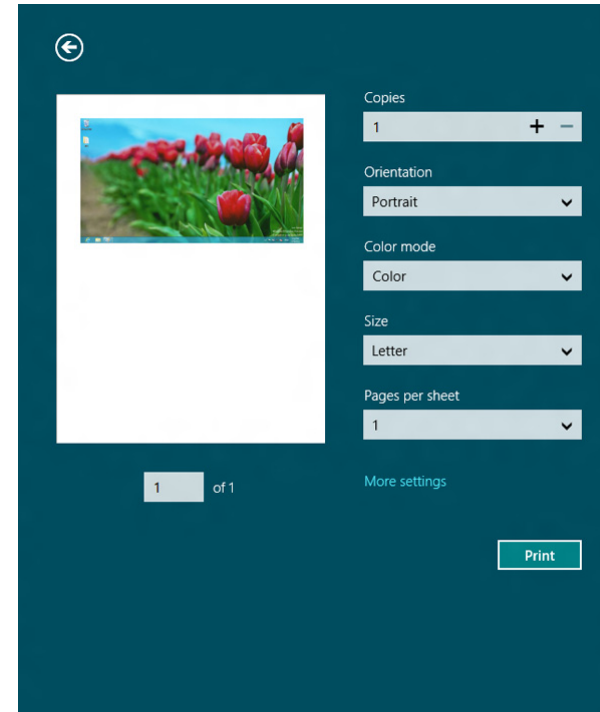 Copies
1
Orientation
Portrait
Color mode
Color
Size
Letter
Pages per sheet
1
1 of 1
More settings
Print